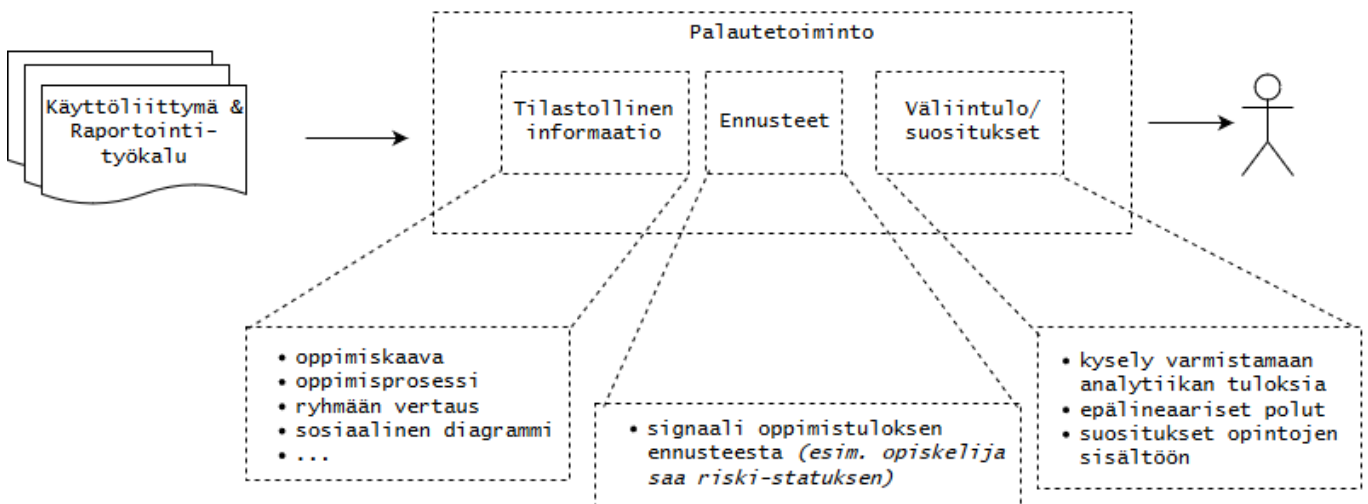 Palautetoiminto
Käyttöliittymä &
Raportointi-
työkalu
Tilastollinen
informaatio
Ennusteet
Väliintulo/
suositukset
• oppimiskaava
• oppimisprosessi
• ryhmään vertaus
• sosiaalinen diagrammi
• ...
• signaali oppimistuloksen
ennusteesta (esim. opiskelija
saa riski-statuksen)
• kysely varmistamaan
analytiikan tuloksia
• epälineaariset polut
• suositukset opintojen
sisältöön